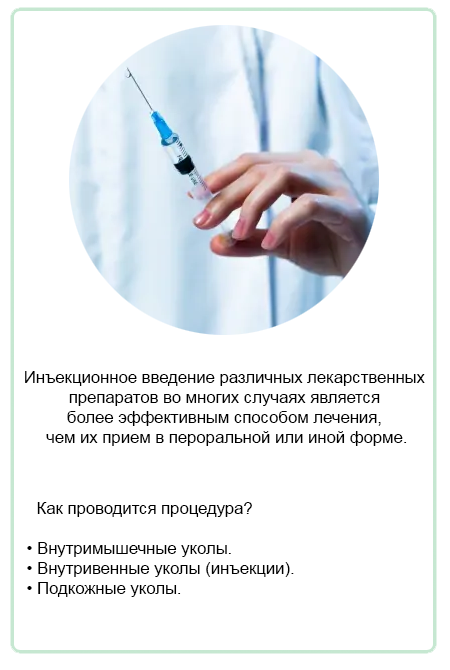 Инъекционное введение различных лекарственных
препаратов во многих случаях является
более эффективным способом лечения,
чем их прием в пероральной или иной форме.
Как проводится процедура?
• Внутримышечные уколы.
• Внутривенные уколы (инъекции).
• Подкожные уколы.